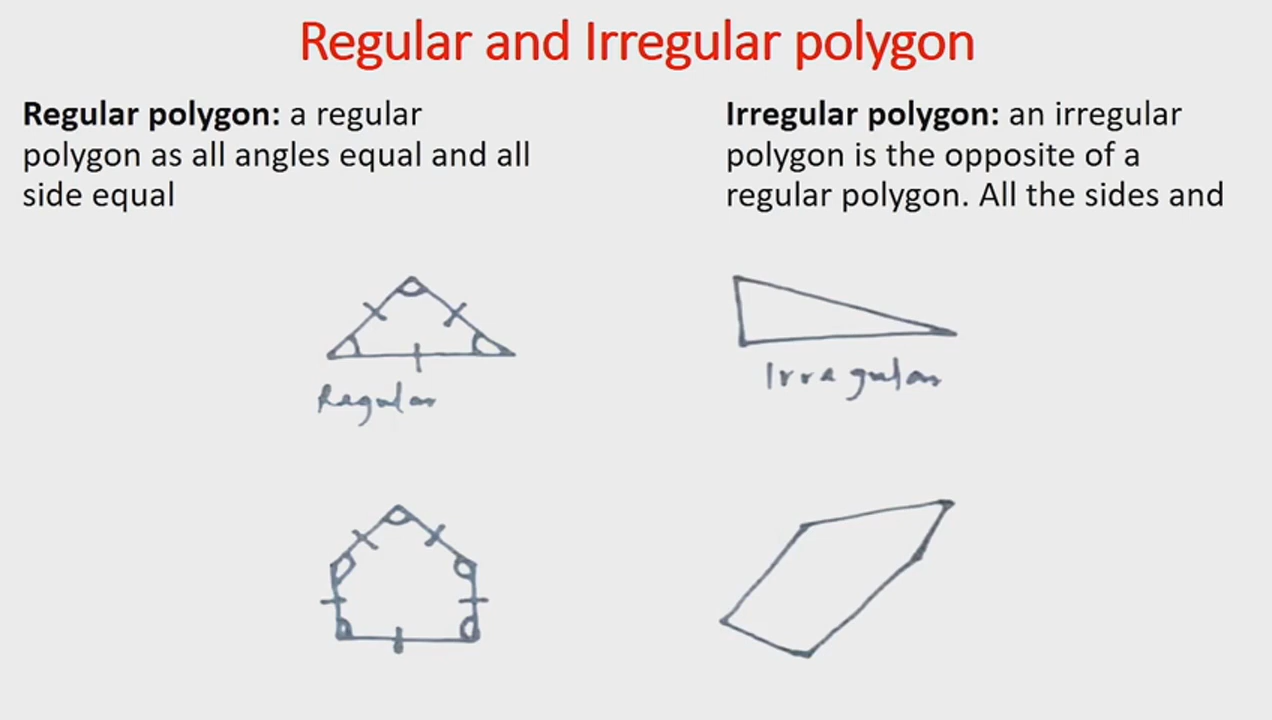 Regular and Irregular polygon
Regular polygon: a regular
polygon as all angles equal and all
side equal
Irregular polygon: an irregular
polygon is the opposite of a
regular polygon. All the sides and
Regular
Irregular